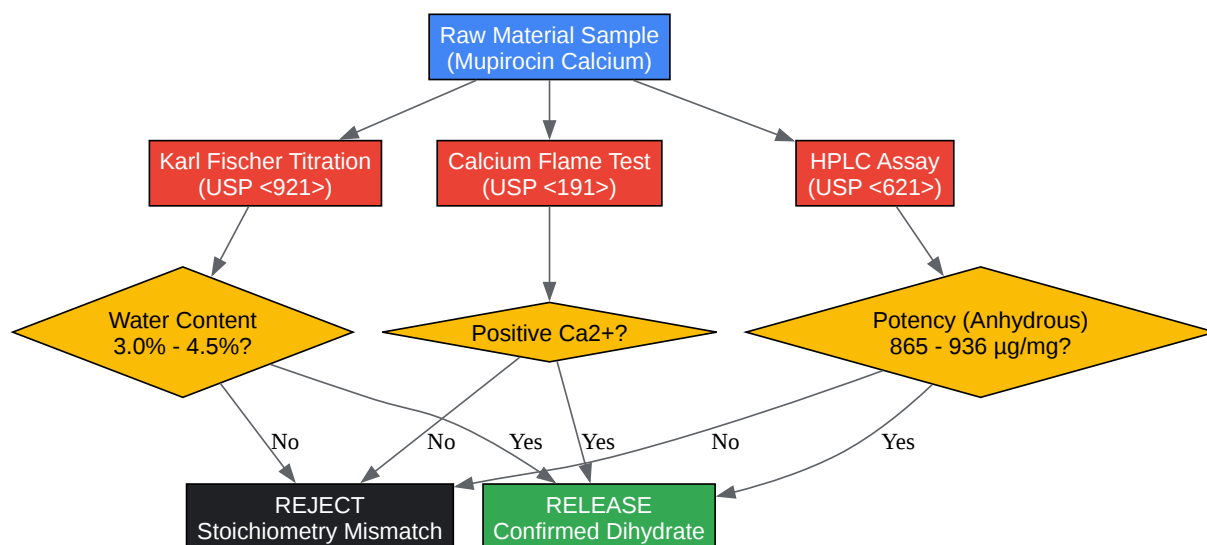 Raw Material Sample
(Mupirocin Calcium)
Karl Fischer Titration
(USP <921>)
Calcium Flame Test
(USP <191>)
HPLC Assay
(USP <621>)
Water Content
3.0% - 4.5%?
Positive Ca2+?
Potency (Anhydrous)
865 - 936 µg/mg?
No
No
Yes
Yes
No
Yes
REJECT
Stoichiometry Mismatch
RELEASE
Confirmed Dihydrate